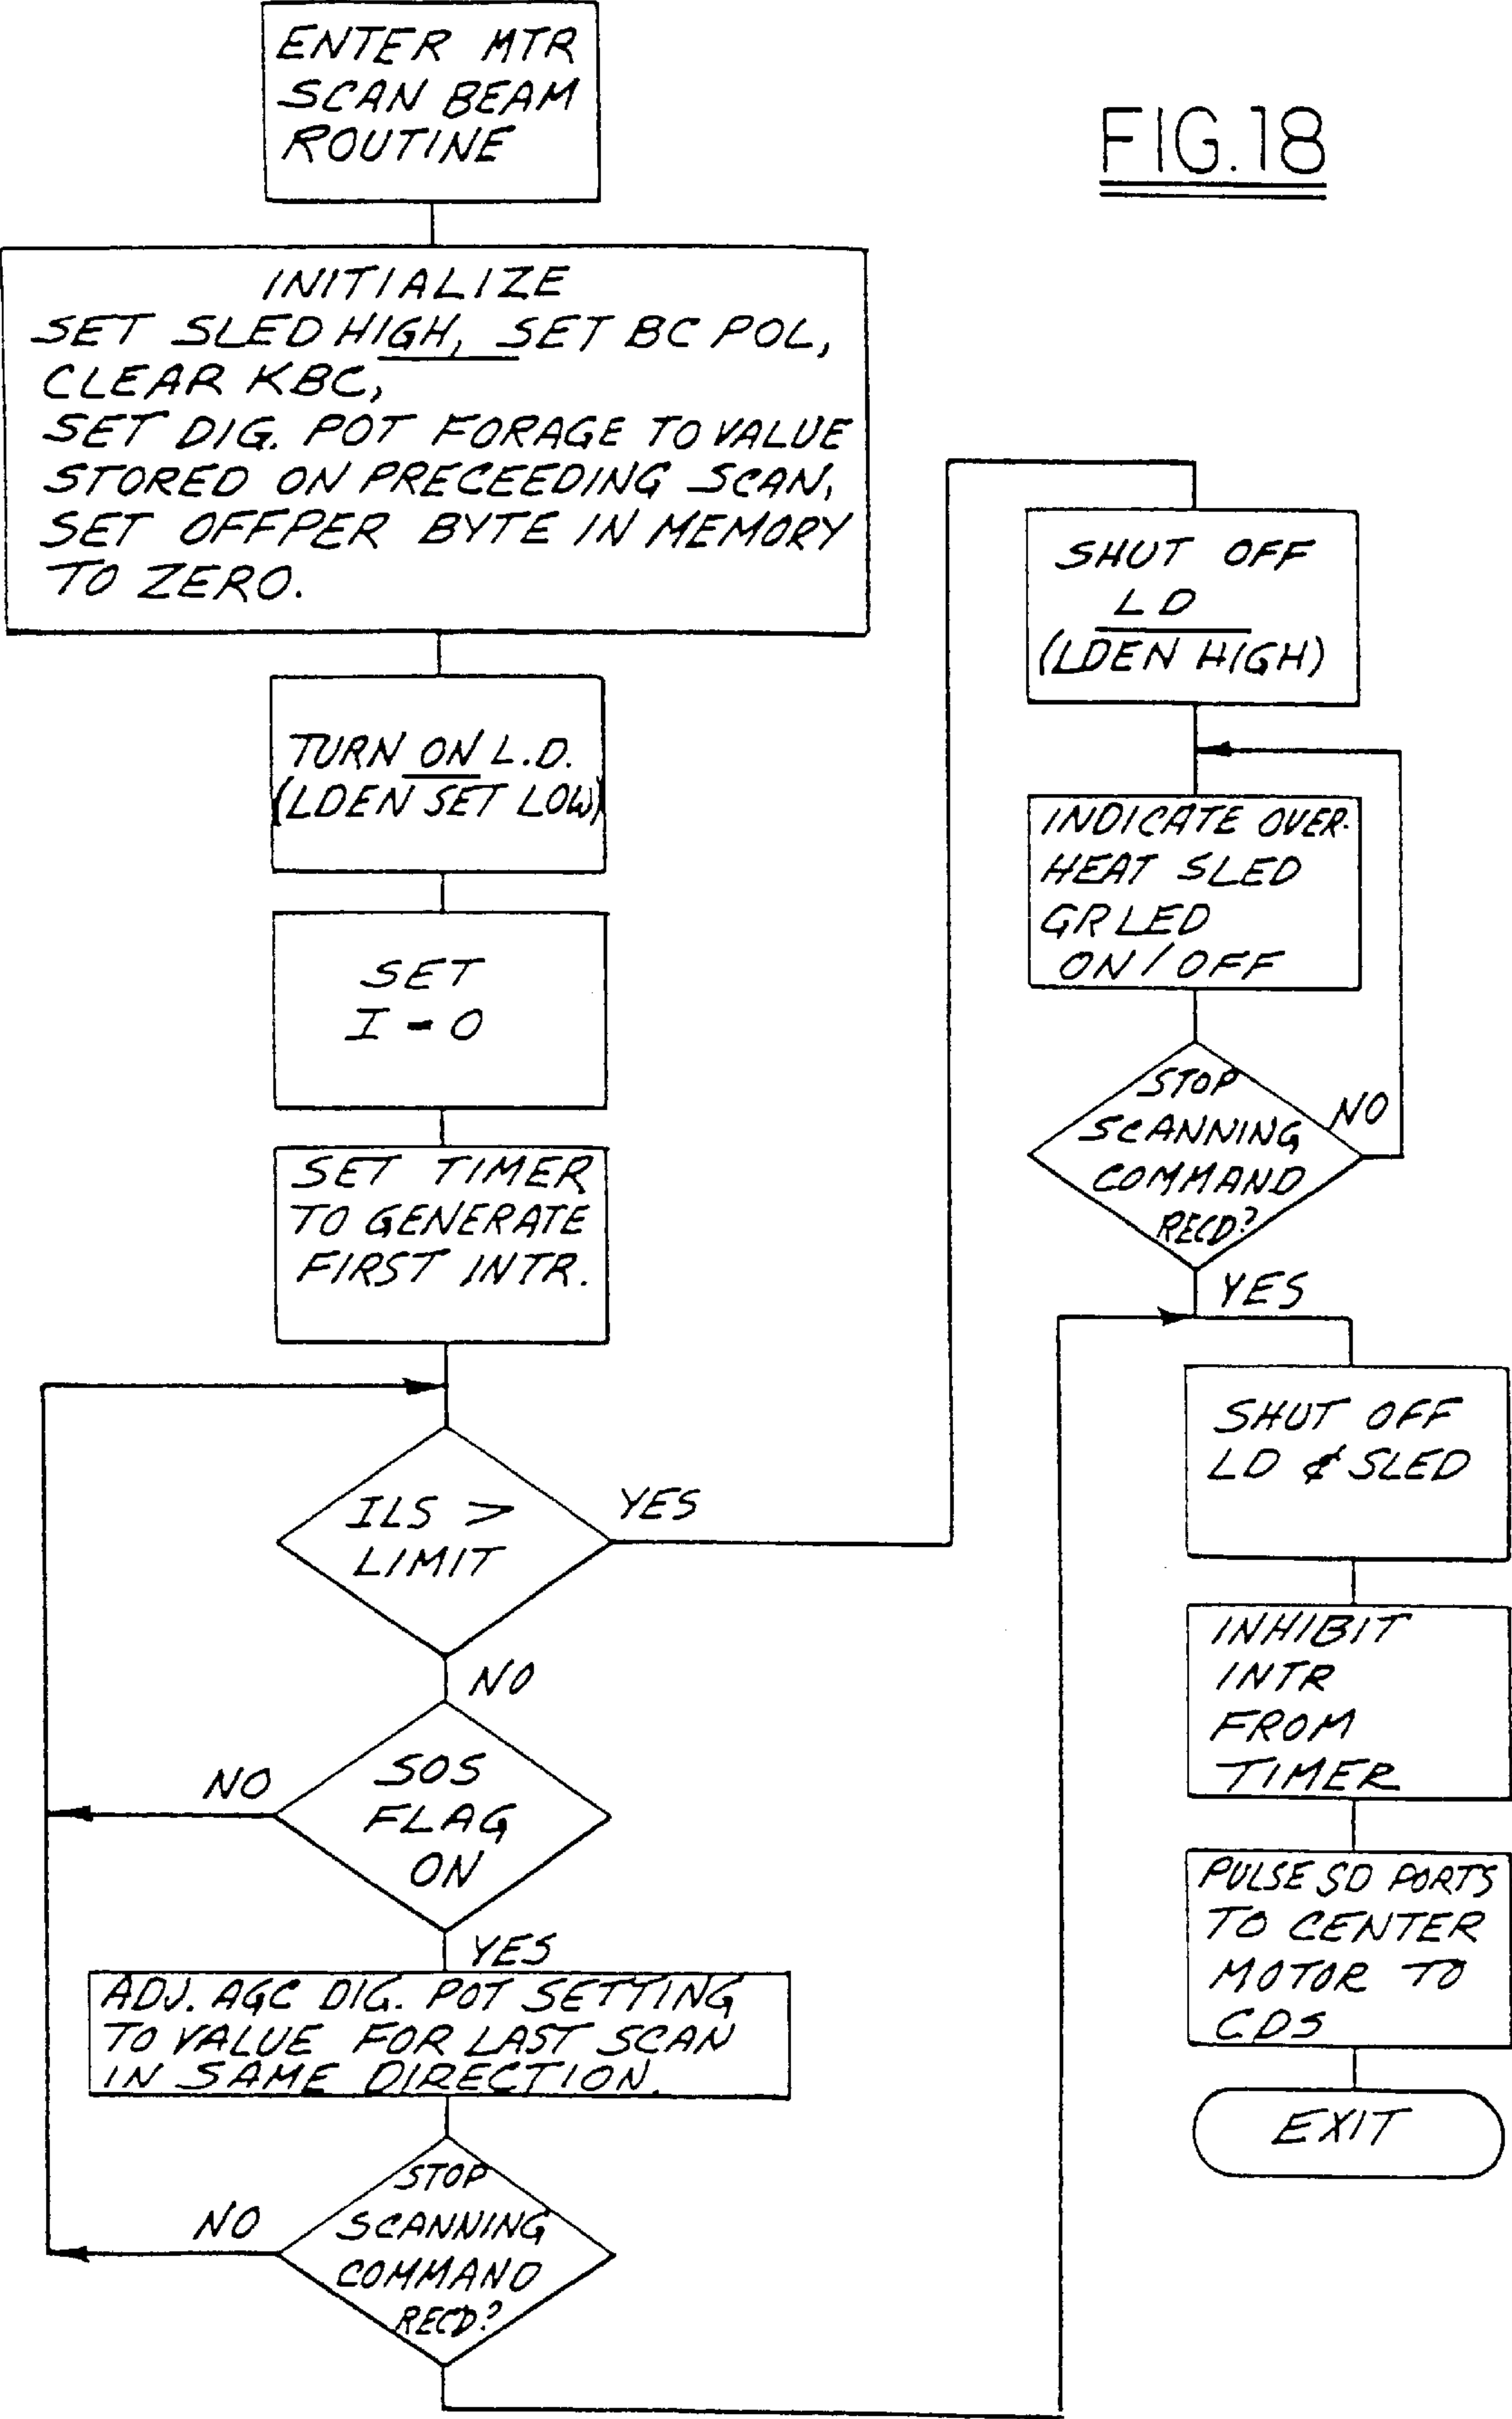 ENTER MTR
SCAN BEAM
ROUTINE
FIG.18
INITIALIZE
SET SLED HIGH, SET BC POL,
CLEAR KBC,
SET DIG. POT FORAGE TO VALUE
STORED ON PRECEEDING SCAN,
SET OFFPER BYTE IN MEMORY
TO ZERO.
TURN ON L.D.
(LDEN SET LOW)
SET
I - 0
SET TIMER
TO GENERATE
FIRST INTR.
ILS >
LIMIT
YES
NO
SOS
FLAG
ON
NO
YES
ADJ. AGC DIG. POT SETTING
TO VALUE FOR LAST SCAN
IN SAME DIRECTION.
STOP
SCANNING
COMMAND
RECD?
NO
SHUT OFF
LD
(LDEN HIGH)
INDICATE OVER-
HEAT SLED
GRLED
ON/OFF
STOP
SCANNING
COMMAND
RECD?
NO
YES
SHUT OFF
LD & SLED
INHIBIT
INTR
FROM
TIMER
PULSE SD PORTS
TO CENTER
MOTOR TO
CDS
EXIT